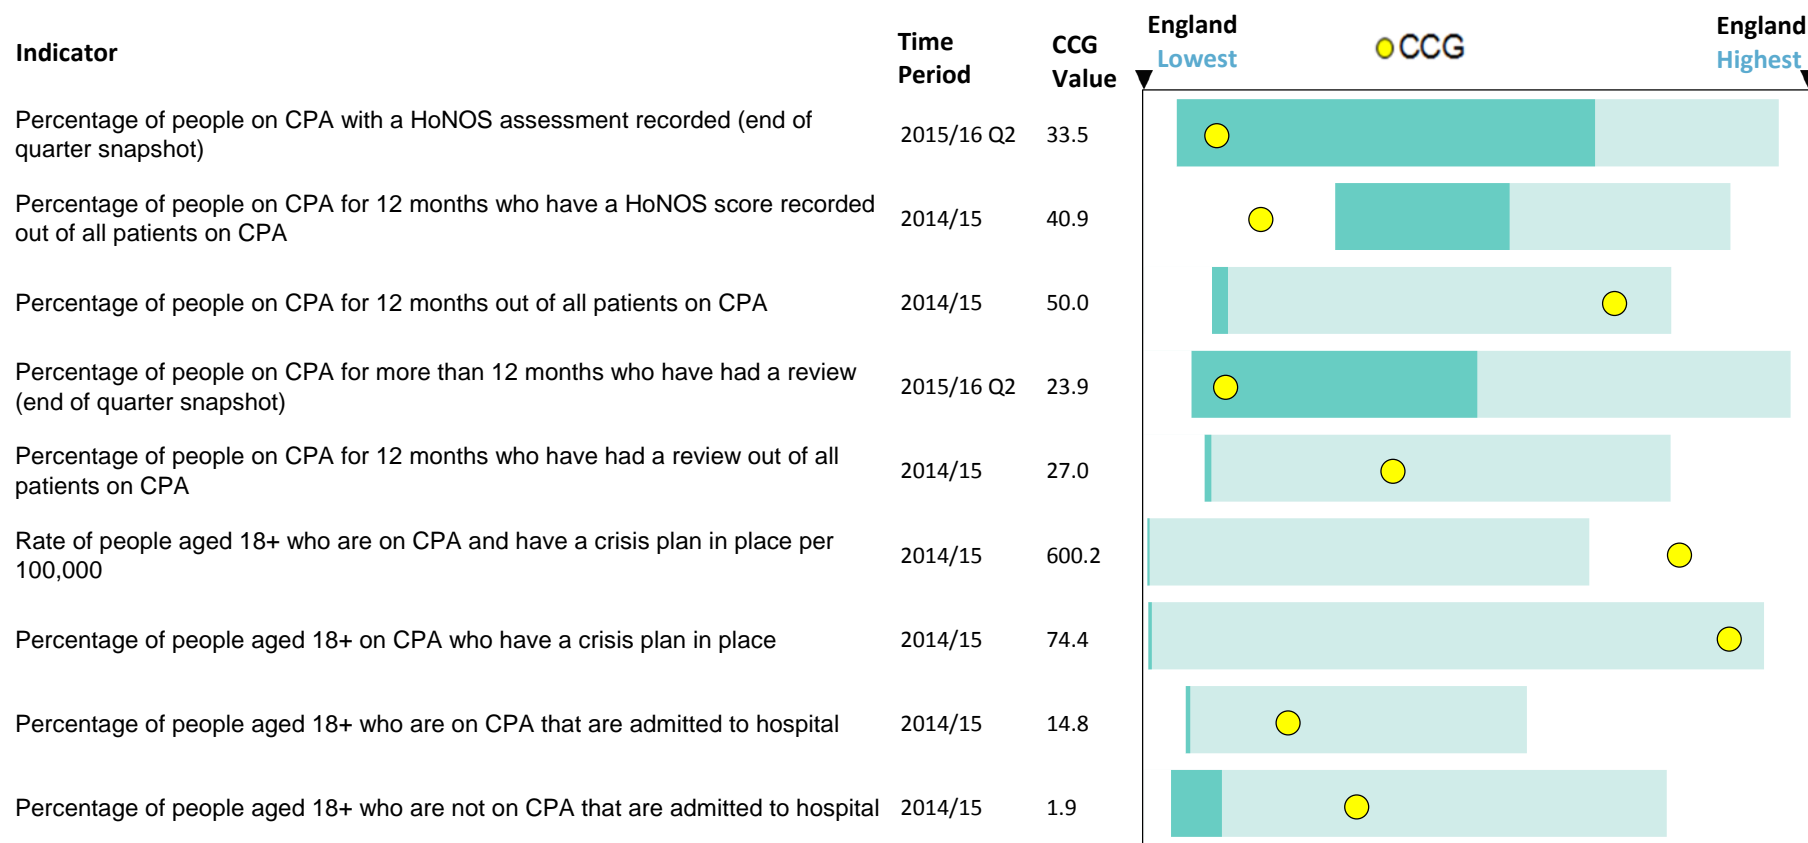 Indicator
Time
Period
CCG
Value
England
Lowest
CCG
England
Highest
Percentage of people on CPA with a HoNOS assessment recorded (end of
quarter snapshot)
2015/16 Q2
33.5
Percentage of people on CPA for 12 months who have a HoNOS score recorded
out of all patients on CPA
2014/15
40.9
Percentage of people on CPA for 12 months out of all patients on CPA
2014/15
50.0
Percentage of people on CPA for more than 12 months who have had a review
(end of quarter snapshot)
2015/16 Q2
23.9
Percentage of people on CPA for 12 months who have had a review out of all
patients on CPA
2014/15
27.0
Rate of people aged 18+ who are on CPA and have a crisis plan in place per
100,000
2014/15
600.2
Percentage of people aged 18+ on CPA who have a crisis plan in place
2014/15
74.4
Percentage of people aged 18+ who are on CPA that are admitted to hospital
2014/15
14.8
Percentage of people aged 18+ who are not on CPA that are admitted to hospital
2014/15
1.9